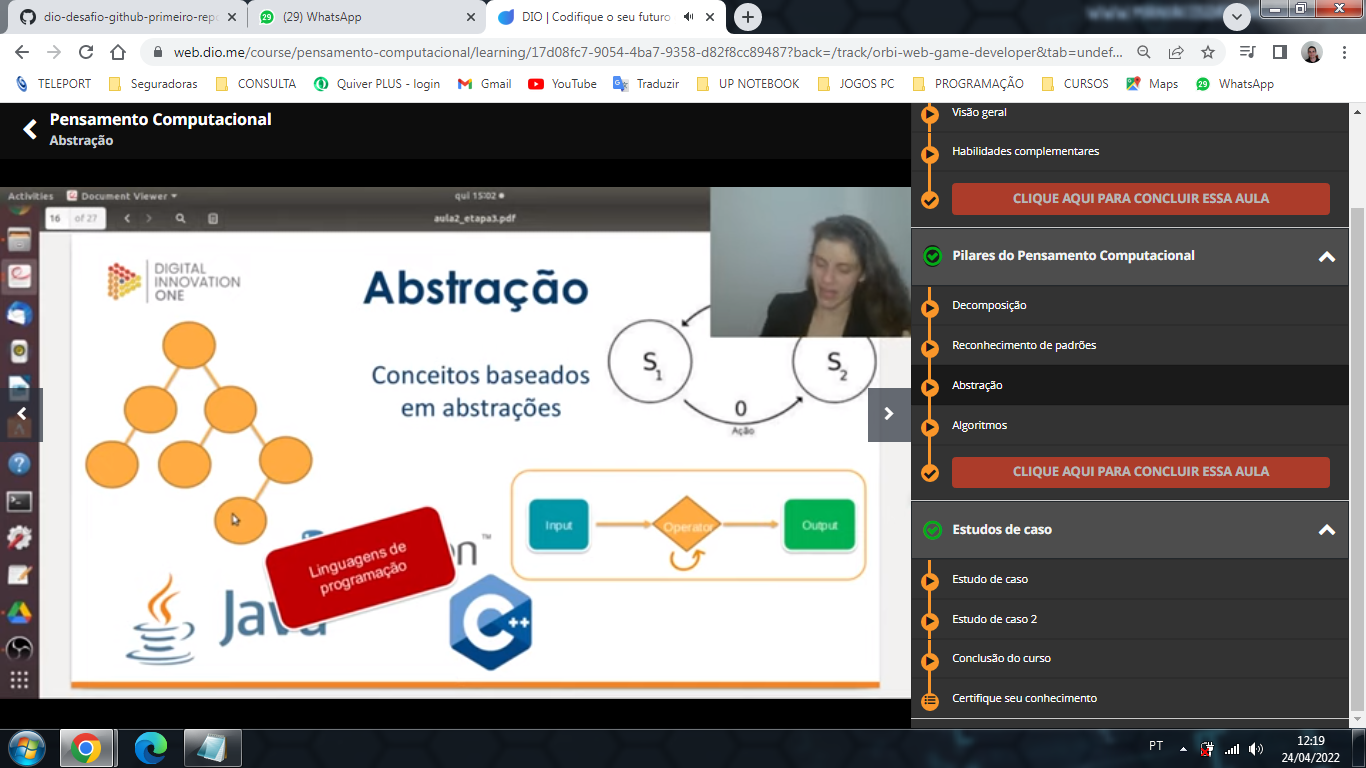 dio-desafio-github-primeiro-repo
(29) WhatsApp
DIO | Codifique o seu futuro
web.dio.me/course/pensamento-computacional/learning/17d08fc7-9054-4ba7-9358-d82f8cc89487?back=/track/orbi-web-game-developer&tab=undef...
TELEPORT
Seguradoras
CONSULTA
Quiver PLUS - login
Gmail
YouTube
Traduzir
UP NOTEBOOK
JOGOS PC
PROGRAMAÇÃO
CURSOS
Maps
29
WhatsApp
Pensamento Computacional
Abstração
Activities
Document Viewer
qui 15:02
16 of 27
aula2_etapa3.pdf
DIGITAL
INNOVATION
ONE
Abstração
Conceitos baseados
em abstrações
S1
S2
0
Ação
Input
Operator
Output
Linguagens de
programação
Java
C++
Visão geral
Habilidades complementares
CLIQUE AQUI PARA CONCLUIR ESSA AULA
Pilares do Pensamento Computacional
Decomposição
Reconhecimento de padrões
Abstração
Algoritmos
CLIQUE AQUI PARA CONCLUIR ESSA AULA
Estudos de caso
Estudo de caso
Estudo de caso 2
Conclusão do curso
Certifique seu conhecimento
PT
12:19
24/04/2022